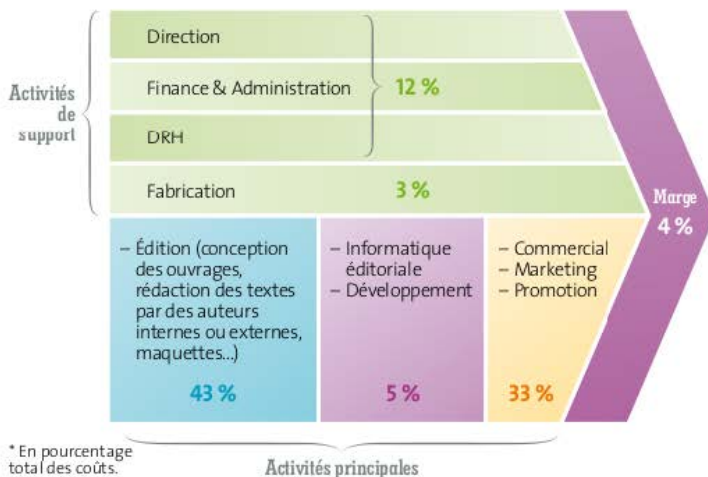 Activités
de
support
Direction
Finance & Administration
12 %
DRH
Fabrication
3 %
Marge
4 %
– Édition (conception
des ouvrages,
rédaction des textes
par des auteurs
internes ou externes,
maquettes...)
43 %
– Informatique
éditoriale
– Développement
5 %
– Commercial
– Marketing
– Promotion
33 %
* En pourcentage
total des coûts.
Activités principales